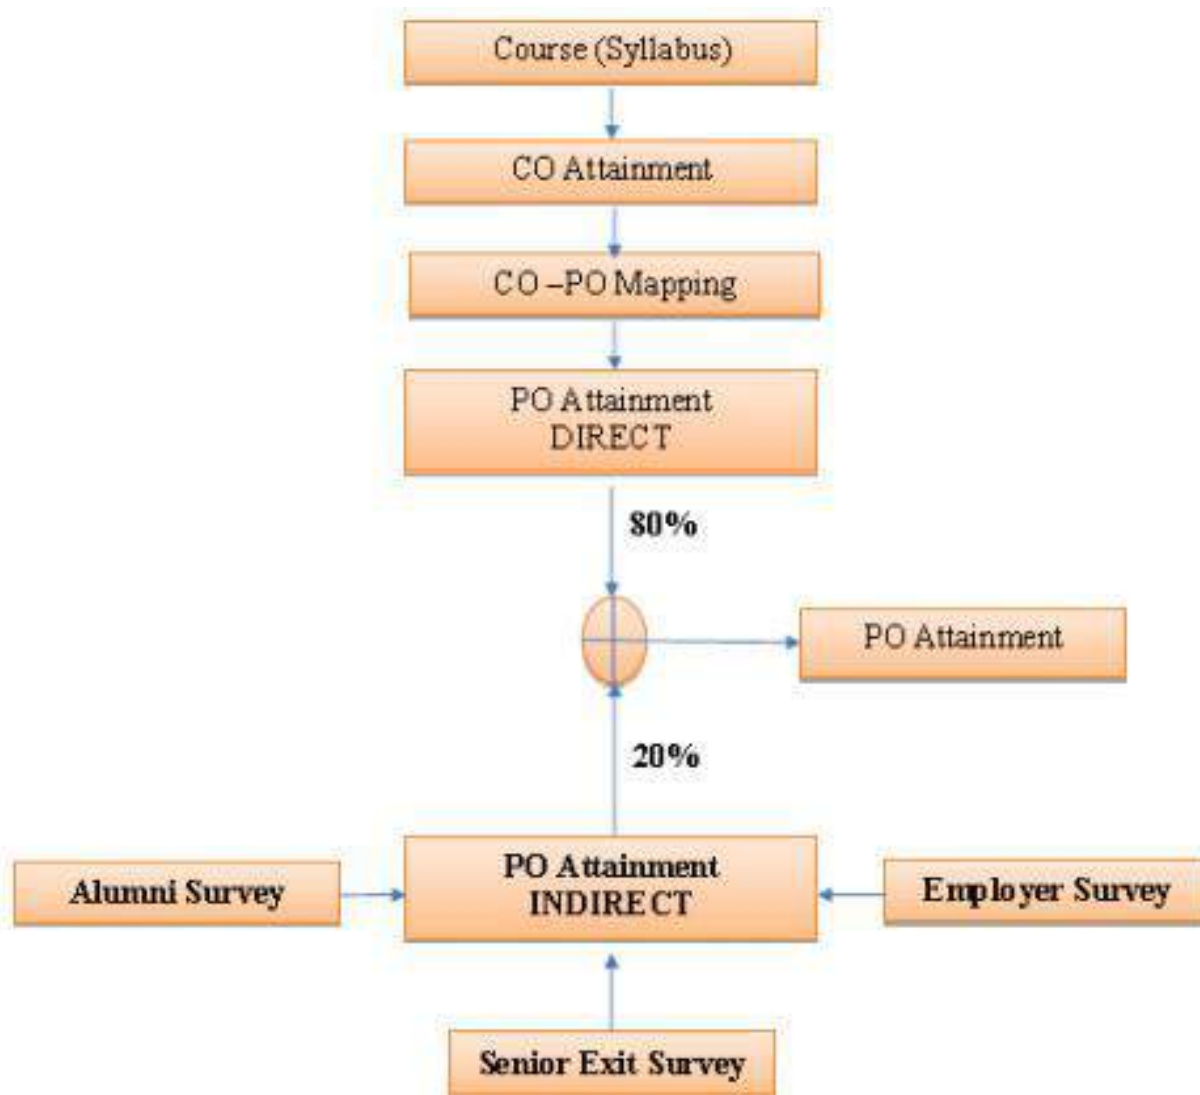 Course (Syllabus)
CO Attainment
CO –PO Mapping
PO Attainment
DIRECT
80%
PO Attainment
20%
PO Attainment
INDIRECT
Alumni Survey
Employer Survey
Senior Exit Survey